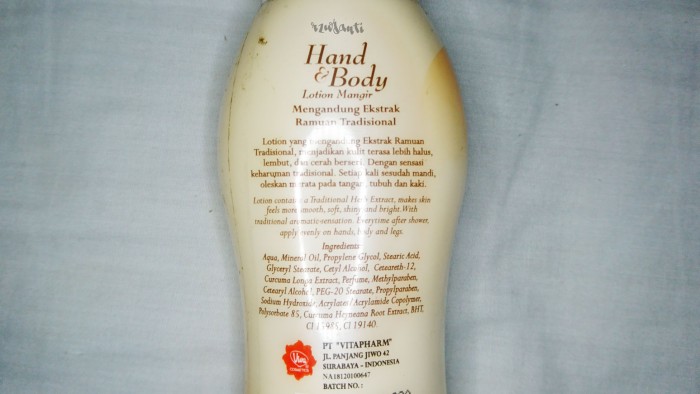 Hand
& Body
Lotion Mangir
Mengandung Ekstrak
Ramuan Tradisional
Lotion yang mengandung Ekstrak Ramuan
Tradisional, menjadikan kulit terasa lebih halus,
lembut, dan cerah berseri. Dengan sensasi
keharuman tradisional. Setiap kali sesudah mandi,
oleskan merata pada tangan, tubuh dan kaki.
Lotion contains a Traditional Herb Extract, makes skin
feels more smooth, soft, shiny and bright. With
traditional aromatic-sensation. Everytime after shower,
apply evenly on hands, body and legs.
Ingredients:
Aqua, Mineral Oil, Propylene Glycol, Stearic Acid,
Glyceryl Stearate, Cetyl Alcohol, Ceteareth-12,
Curcuma Longa Extract, Perfume, Methylparaben,
Cetearyl Alcohol, PEG-20 Stearate, Propylparaben,
Sodium Hydroxide, Acrylates/Acrylamide Copolymer,
Polysorbate 85, Curcuma Heyneana Root Extract, BHT,
CI 15985, CI 19140.
Viva
COSMETICS
PT "VITAPHARM"
JL. PANJANG JIWO 42
SURABAYA - INDONESIA
NA18120100647
BATCH NO. :